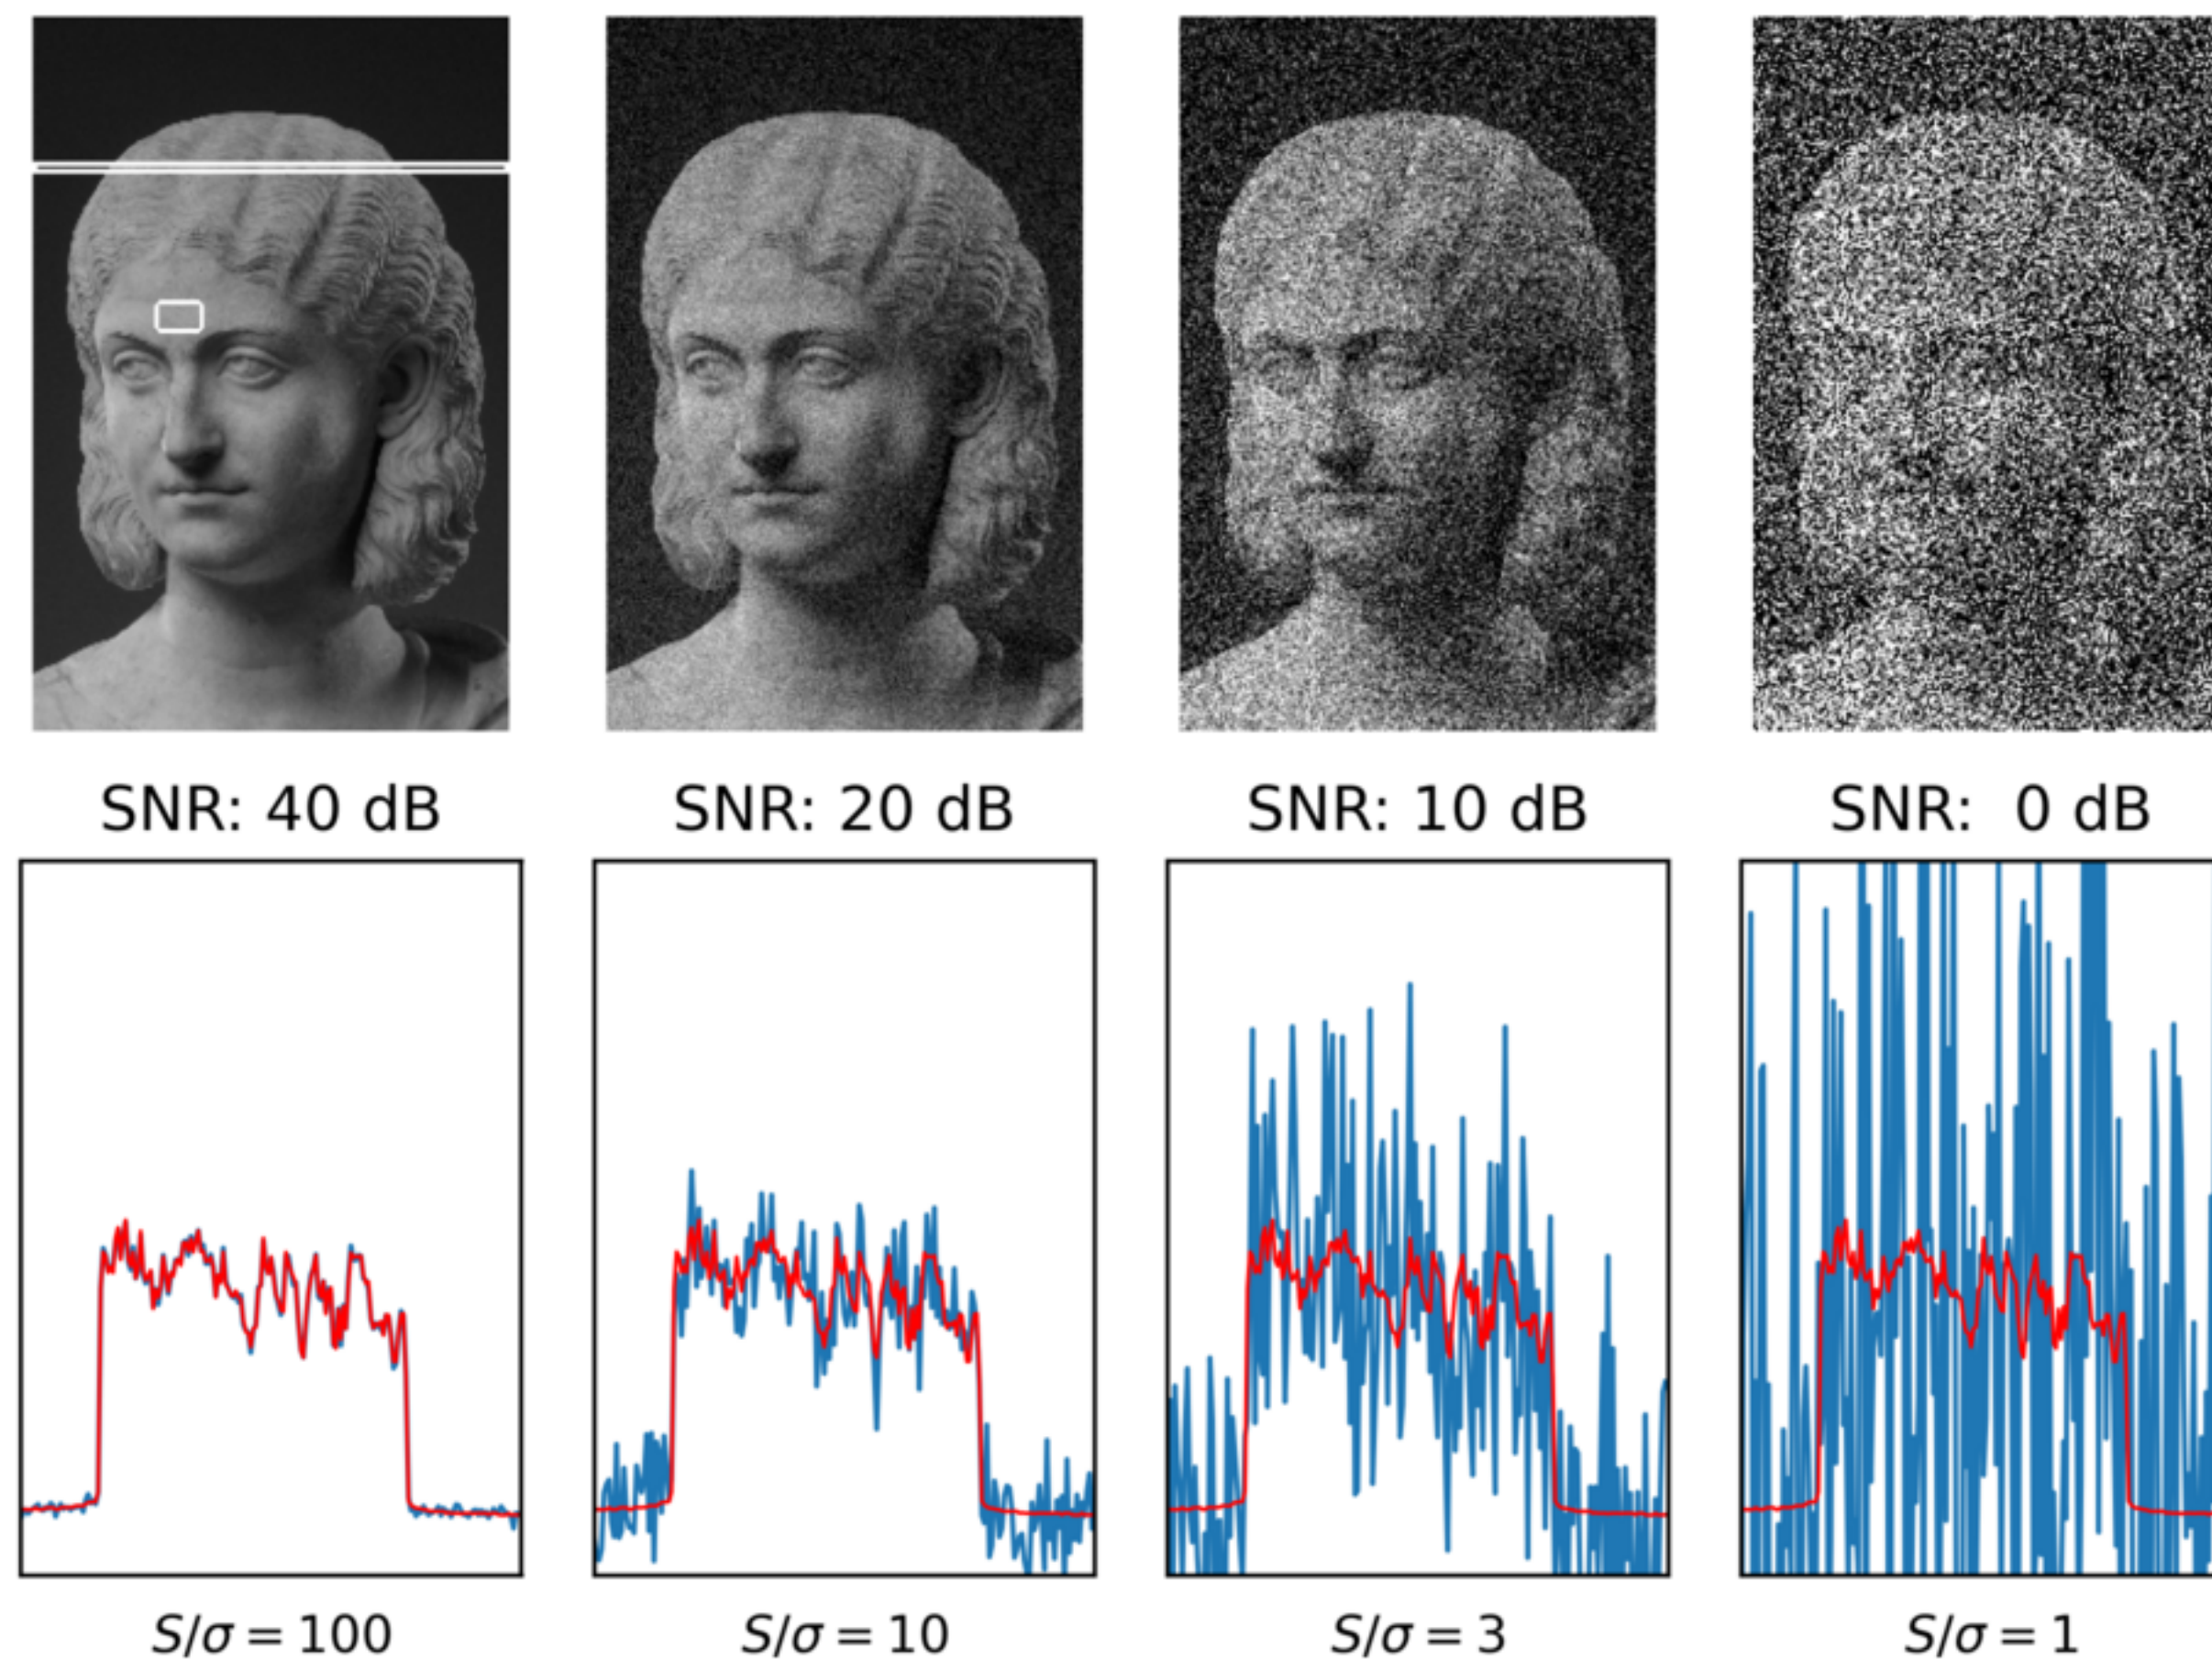 SNR: 40 dB
SNR: 20 dB
SNR: 10 dB
SNR:  0 dB
S/σ = 100
S/σ = 10
S/σ = 3
S/σ = 1